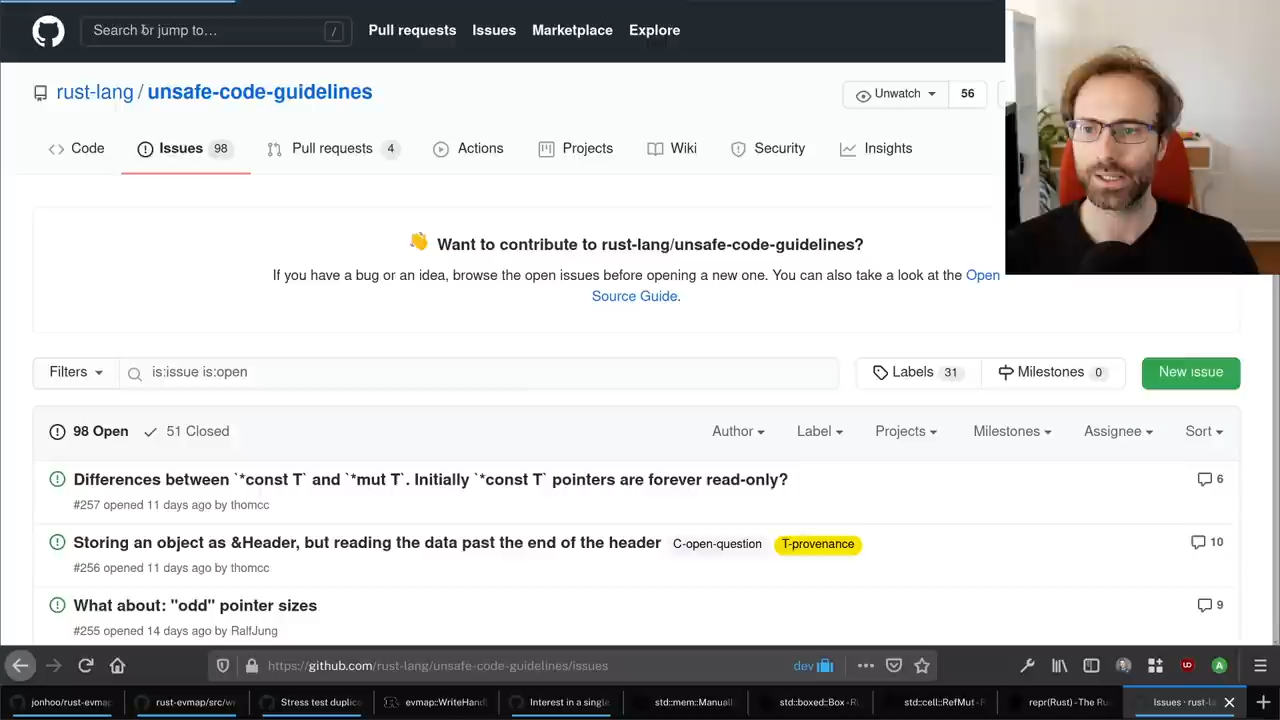 Search or jump to…
/
Pull requests
Issues
Marketplace
Explore
rust-lang / unsafe-code-guidelines
Unwatch
56
Code
Issues 98
Pull requests 4
Actions
Projects
Wiki
Security
Insights
Want to contribute to rust-lang/unsafe-code-guidelines?
If you have a bug or an idea, browse the open issues before opening a new one. You can also take a look at the Open
Source Guide.
Filters
is:issue is:open
Labels 31
Milestones 0
New issue
98 Open
51 Closed
Author
Label
Projects
Milestones
Assignee
Sort
Differences between `*const T` and `*mut T`. Initially `*const T` pointers are forever read-only?
6
#257 opened 11 days ago by thomcc
Storing an object as &Header, but reading the data past the end of the header C-open-question T-provenance
10
#256 opened 11 days ago by thomcc
What about: "odd" pointer sizes
9
#255 opened 14 days ago by RalfJung
https://github.com/rust-lang/unsafe-code-guidelines/issues
dev
jonhoo/rust-evmap
rust-evmap/src/wr
Stress test duplic
evmap::WriteHandl
Interest in a single
std::mem::Manuall
std::boxed::Box - R
std::cell::RefMut - R
repr(Rust) - The Ru
Issues · rust-la